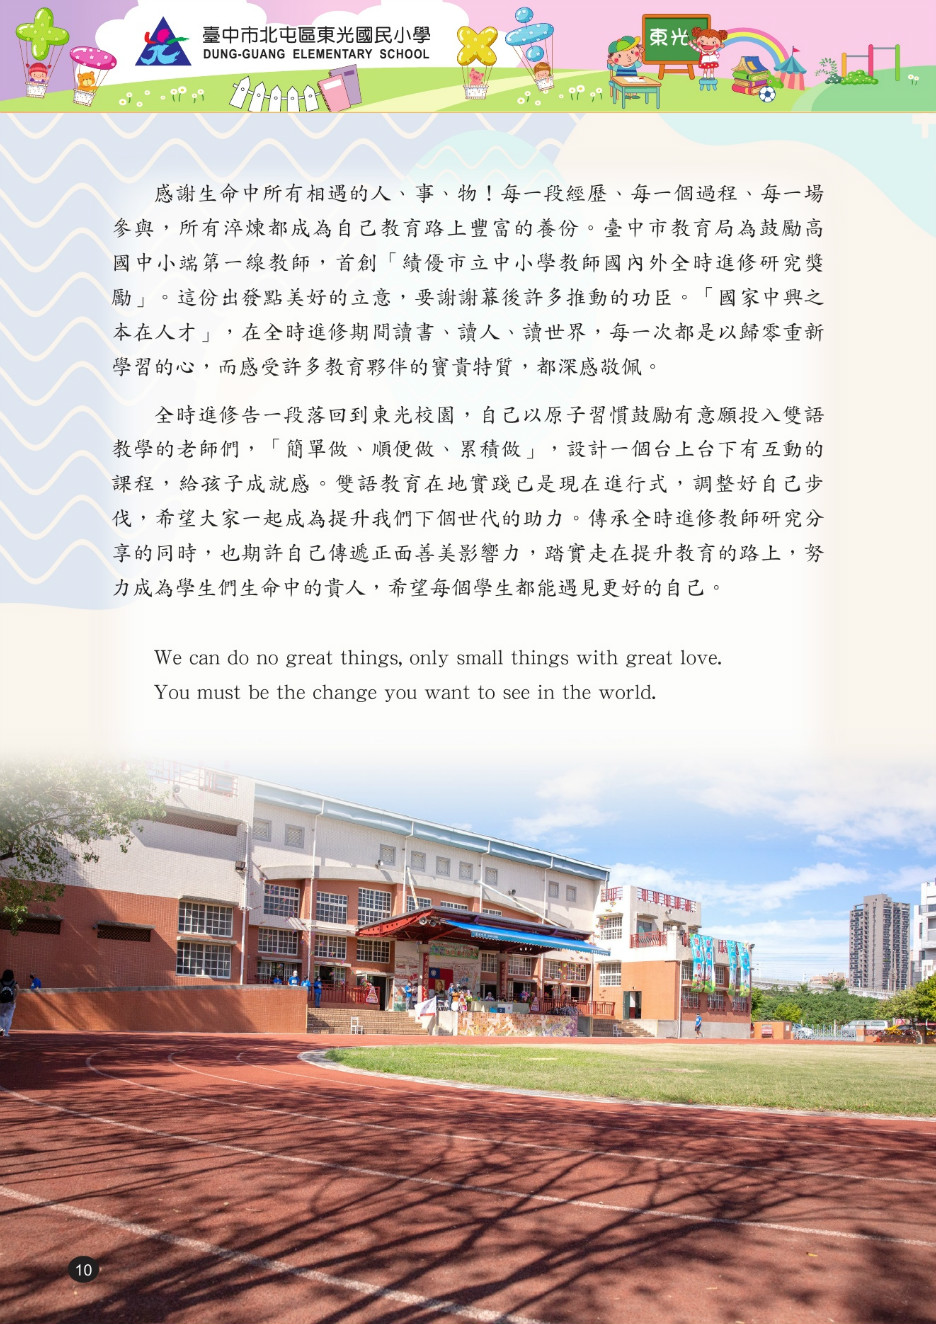 臺中市北屯區東光國民小學
DUNG-GUANG ELEMENTARY SCHOOL
東光
感謝生命中所有相遇的人、事、物！每一段經歷、每一個過程、每一場
參與，所有淬煉都成為自己教育路上豐富的養份。臺中市教育局為鼓勵高
國中小端第一線教師，首創「績優市立中小學教師國內外全時進修研究獎
勵」。這份出發點美好的立意，要謝謝幕後許多推動的功臣。「國家中興之
本在人才」，在全時進修期間讀書、讀人、讀世界，每一次都是以歸零重新
學習的心，而感受許多教育夥伴的寶貴特質，都深感敬佩。
全時進修告一段落回到東光校園，自己以原子習慣鼓勵有意願投入雙語
教學的老師們，「簡單做、順便做、累積做」，設計一個台上台下有互動的
課程，給孩子成就感。雙語教育在地實踐已是現在進行式，調整好自己步
伐，希望大家一起成為提升我們下個世代的助力。傳承全時進修教師研究分
享的同時，也期許自己傳遞正面善美影響力，踏實走在提升教育的路上，努
力成為學生們生命中的貴人，希望每個學生都能遇見更好的自己。
We can do no great things, only small things with great love.
You must be the change you want to see in the world.
10